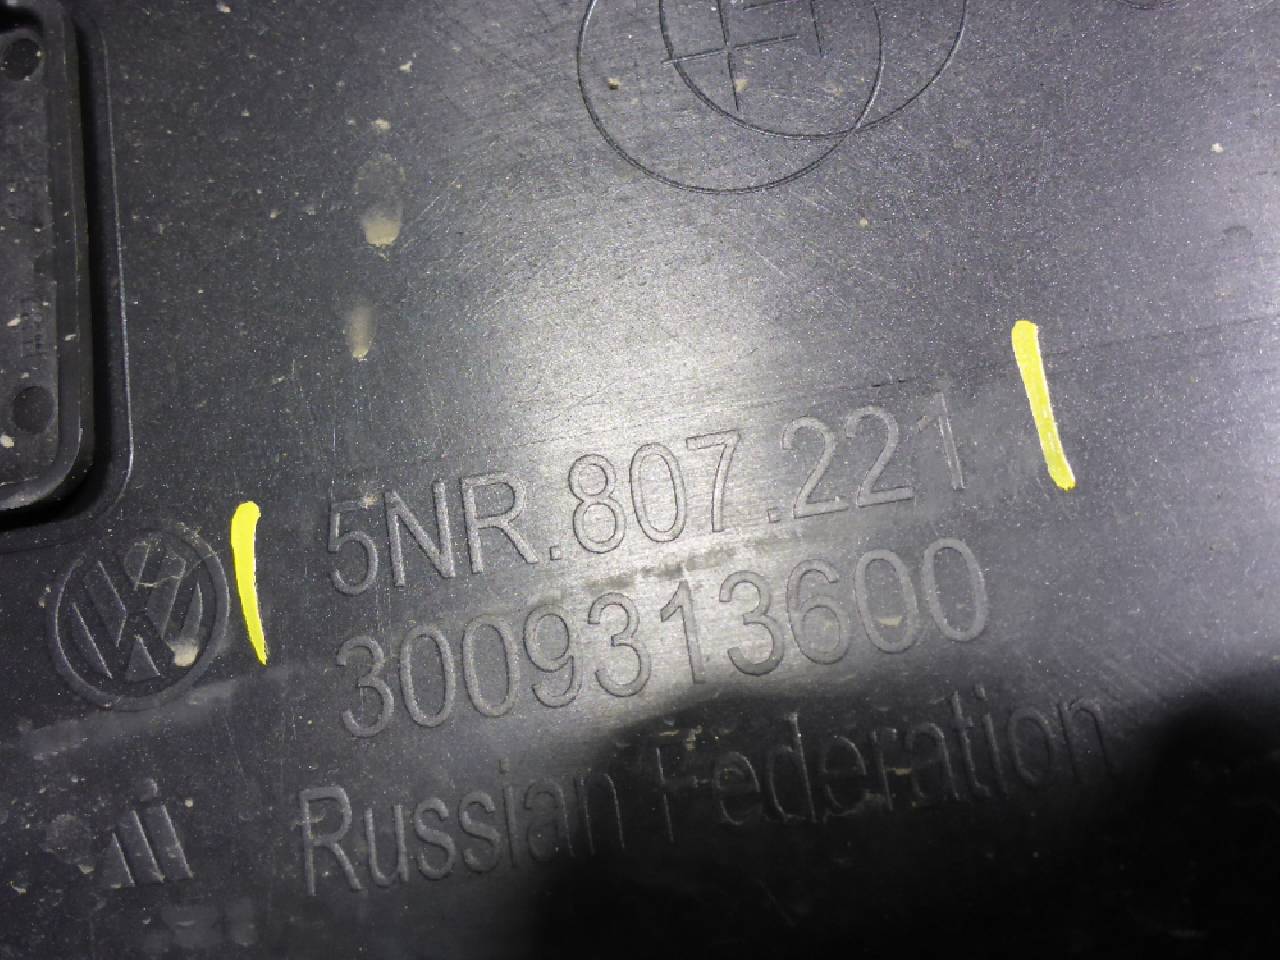 5NR.807.221
3009313600
Russian Federation